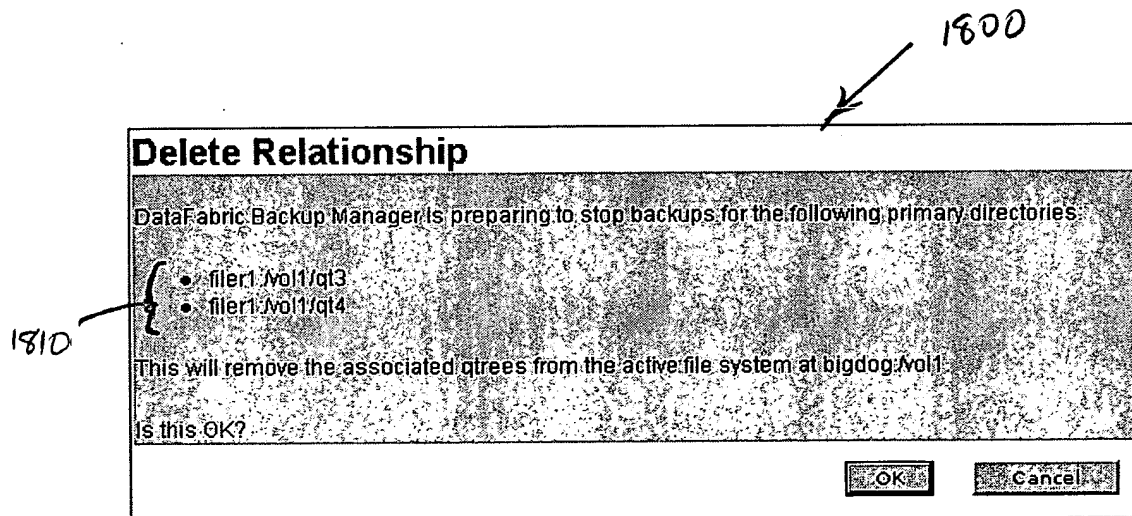 1800
Delete Relationship
DataFabric Backup Manager is preparing to stop backups for the following primary directories:
• filer1:/vol1/qt3
• filer1:/vol1/qt4
1810
This will remove the associated qtrees from the active file system at bigdog:/vol1
Is this OK?
OK Cancel